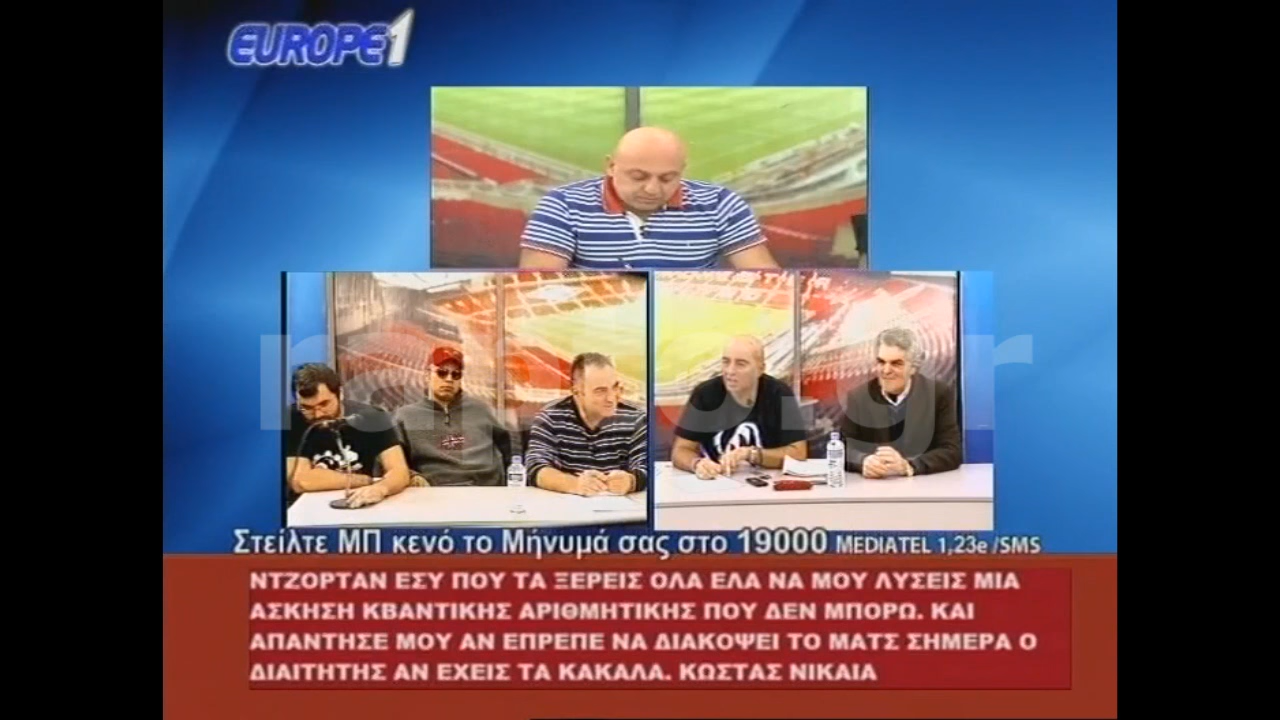 EUROPE1
raptro.gr
Στείλτε ΜΠ κενό το Μήνυμά σας στο 19000 MEDIATEL 1,23e /SMS
ΝΤΖΟΡΤΑΝ ΕΣΥ ΠΟΥ ΤΑ ΞΕΡΕΙΣ ΟΛΑ ΕΛΑ ΝΑ ΜΟΥ ΛΥΣΕΙΣ ΜΙΑ
ΑΣΚΗΣΗ ΚΒΑΝΤΙΚΗΣ ΑΡΙΘΜΗΤΙΚΗΣ ΠΟΥ ΔΕΝ ΜΠΟΡΩ. ΚΑΙ
ΑΠΑΝΤΗΣΕ ΜΟΥ ΑΝ ΕΠΡΕΠΕ ΝΑ ΔΙΑΚΟΨΕΙ ΤΟ ΜΑΤΣ ΣΗΜΕΡΑ Ο
ΔΙΑΙΤΗΤΗΣ ΑΝ ΕΧΕΙΣ ΤΑ ΚΑΚΑΛΑ. ΚΩΣΤΑΣ ΝΙΚΑΙΑ